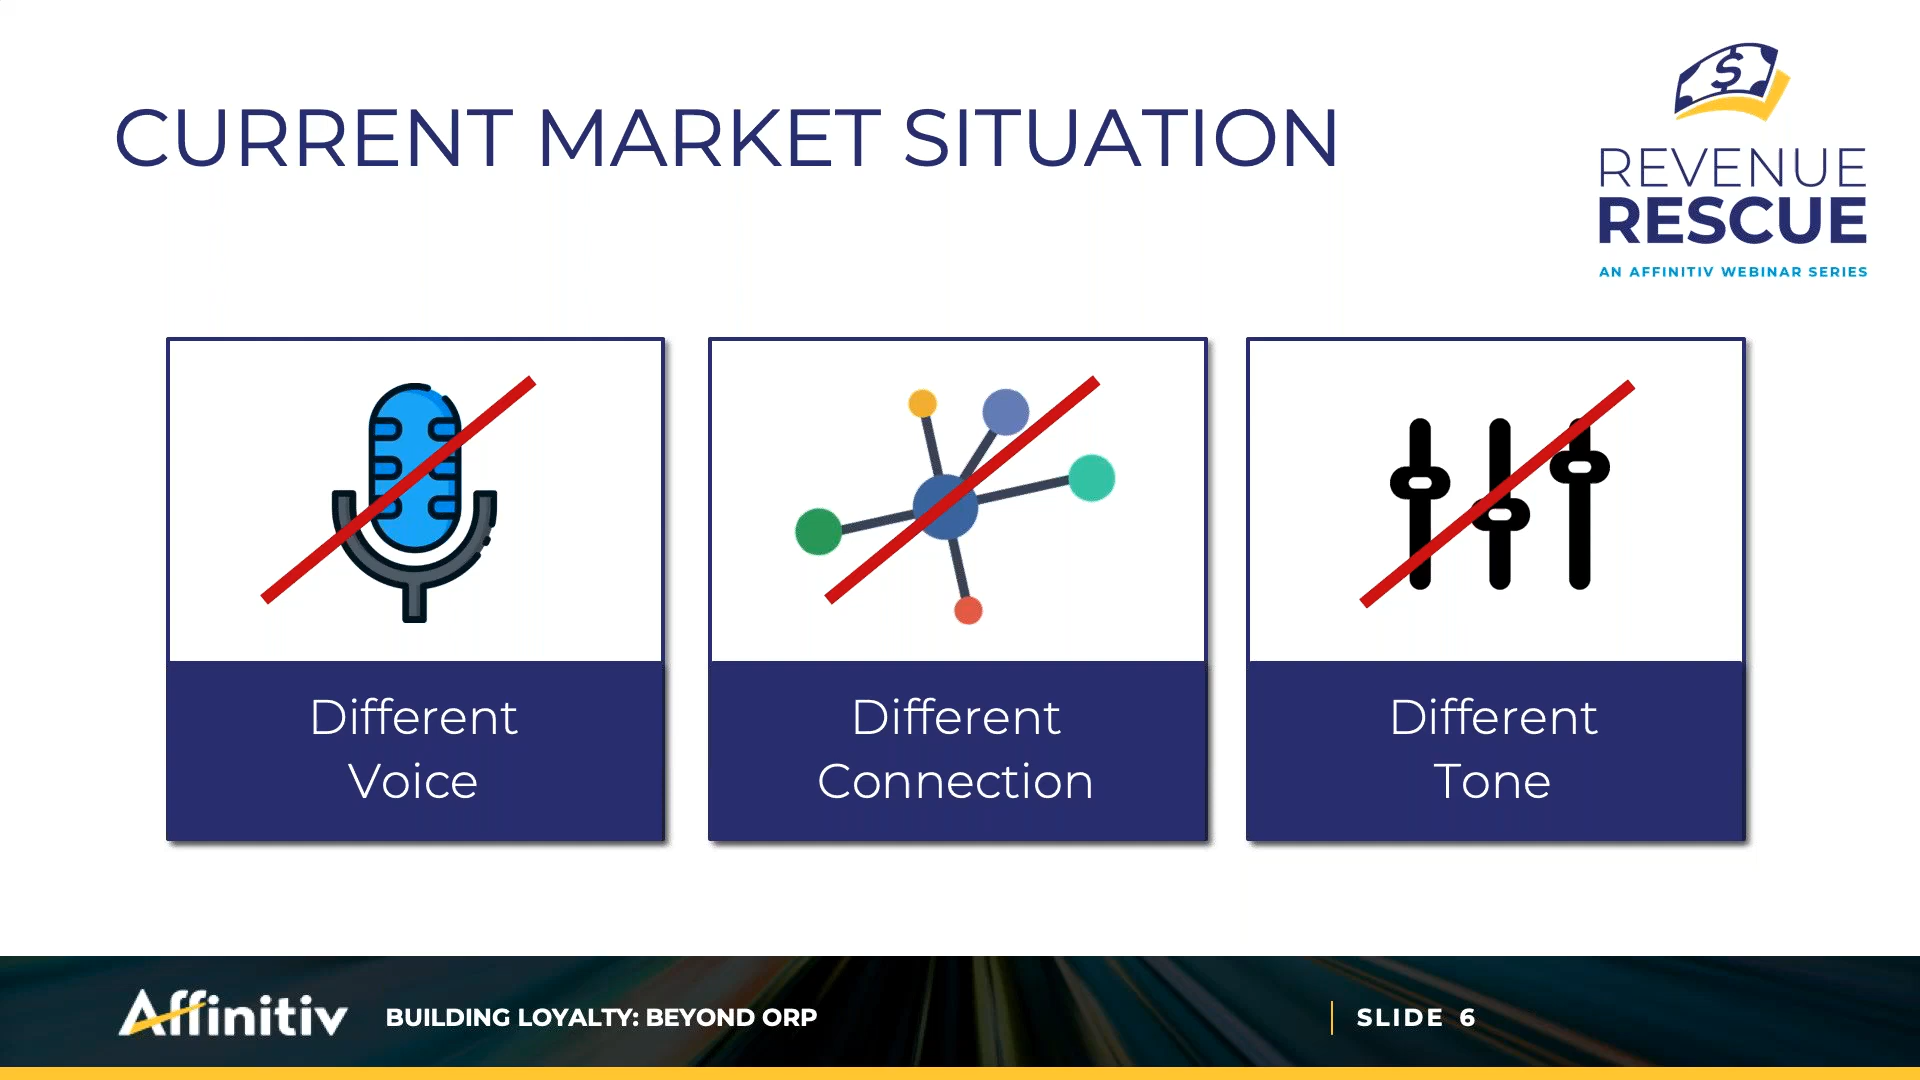 CURRENT MARKET SITUATION
$
REVENUE
RESCUE
AN AFFINITIV WEBINAR SERIES
Different
Voice
Different
Connection
Different
Tone
Affinitiv
BUILDING LOYALTY: BEYOND ORP
SLIDE 6